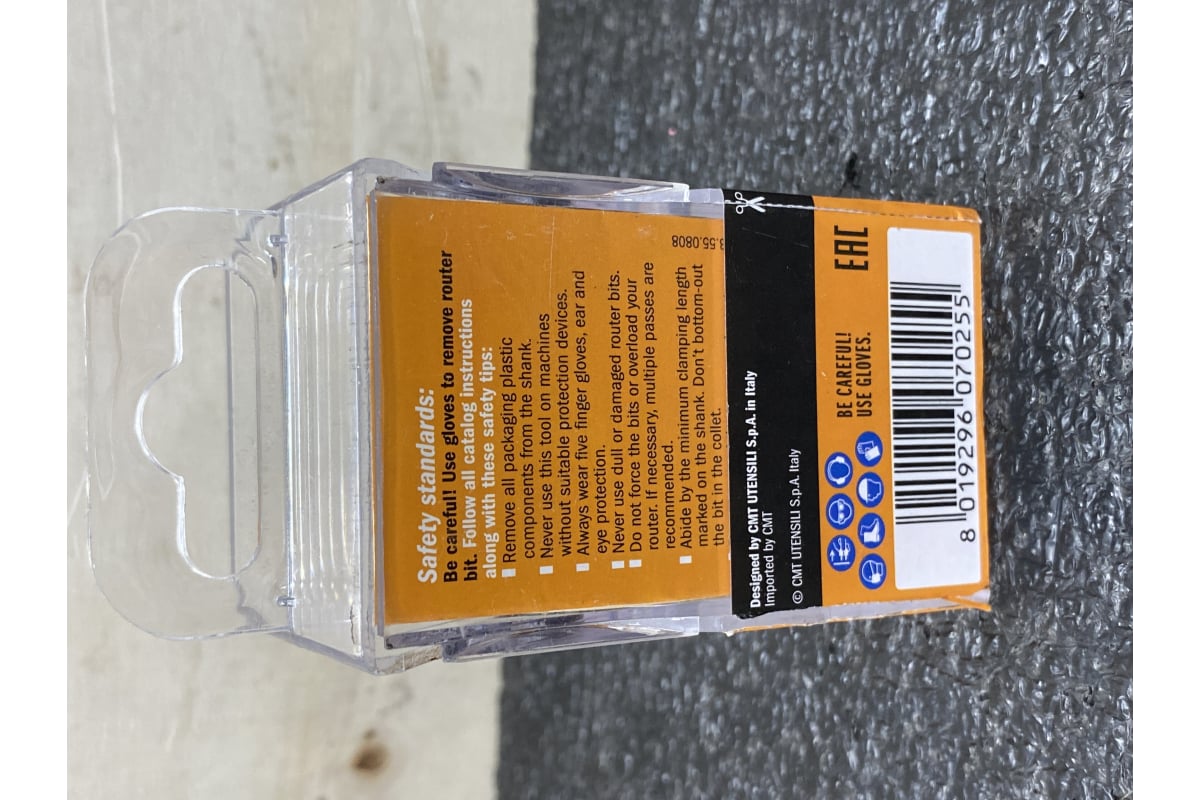 Safety standards:
Be careful! Use gloves to remove router
bit. Follow all catalog instructions
along with these safety tips:
Remove all packaging plastic
components from the shank.
Never use this tool on machines
without suitable protection devices.
Always wear five finger gloves, ear and
eye protection.
Never use dull or damaged router bits.
Do not force the bits or overload your
router. If necessary, multiple passes are
recommended.
Abide by the minimum clamping length
marked on the shank. Don't bottom-out
the bit in the collet.
3.55.0808
Designed by CMT UTENSILI S.p.A. in Italy
Imported by CMT
© CMT UTENSILI S.p.A. Italy
BE CAREFUL!
USE GLOVES.
EAC
8 019296 070255